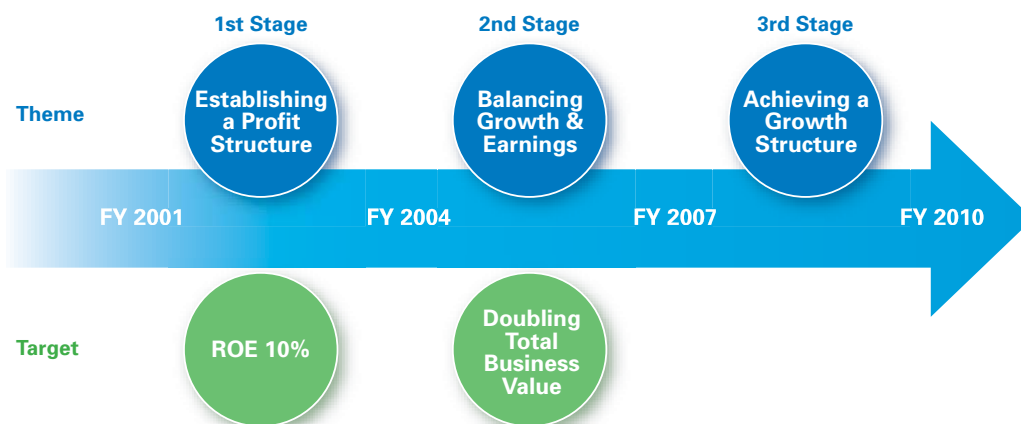 1st Stage
2nd Stage
3rd Stage
Theme
Establishing
a Profit
Structure
Balancing
Growth &
Earnings
Achieving a
Growth
Structure
FY 2001
FY 2004
FY 2007
FY 2010
Target
ROE 10%
Doubling
Total
Business
Value